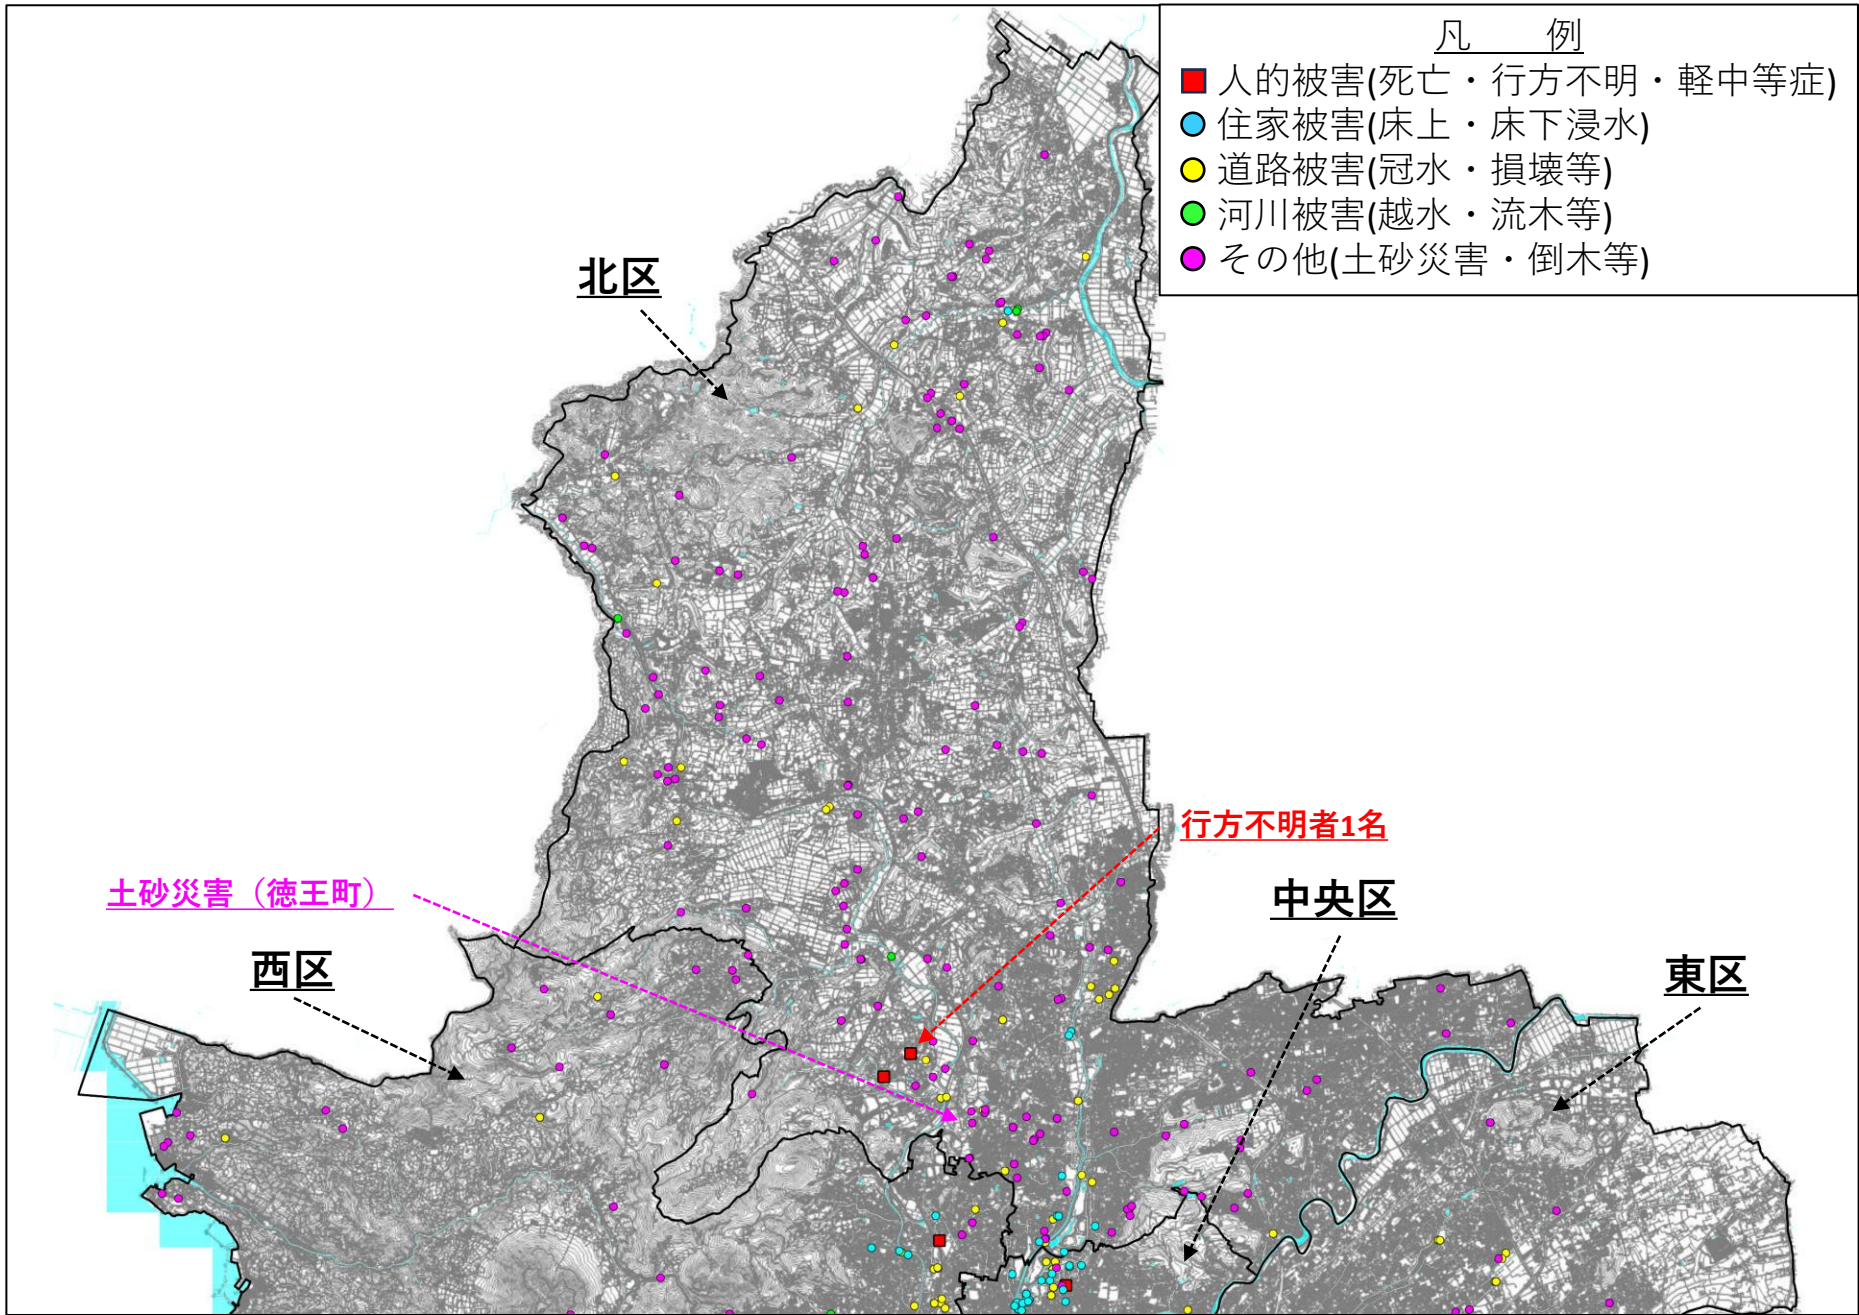 凡 例
人的被害(死亡・行方不明・軽中等症)
住家被害(床上・床下浸水)
道路被害(冠水・損壊等)
河川被害(越水・流木等)
その他(土砂災害・倒木等)
北区
行方不明者1名
土砂災害（徳王町）
中央区
西区
東区